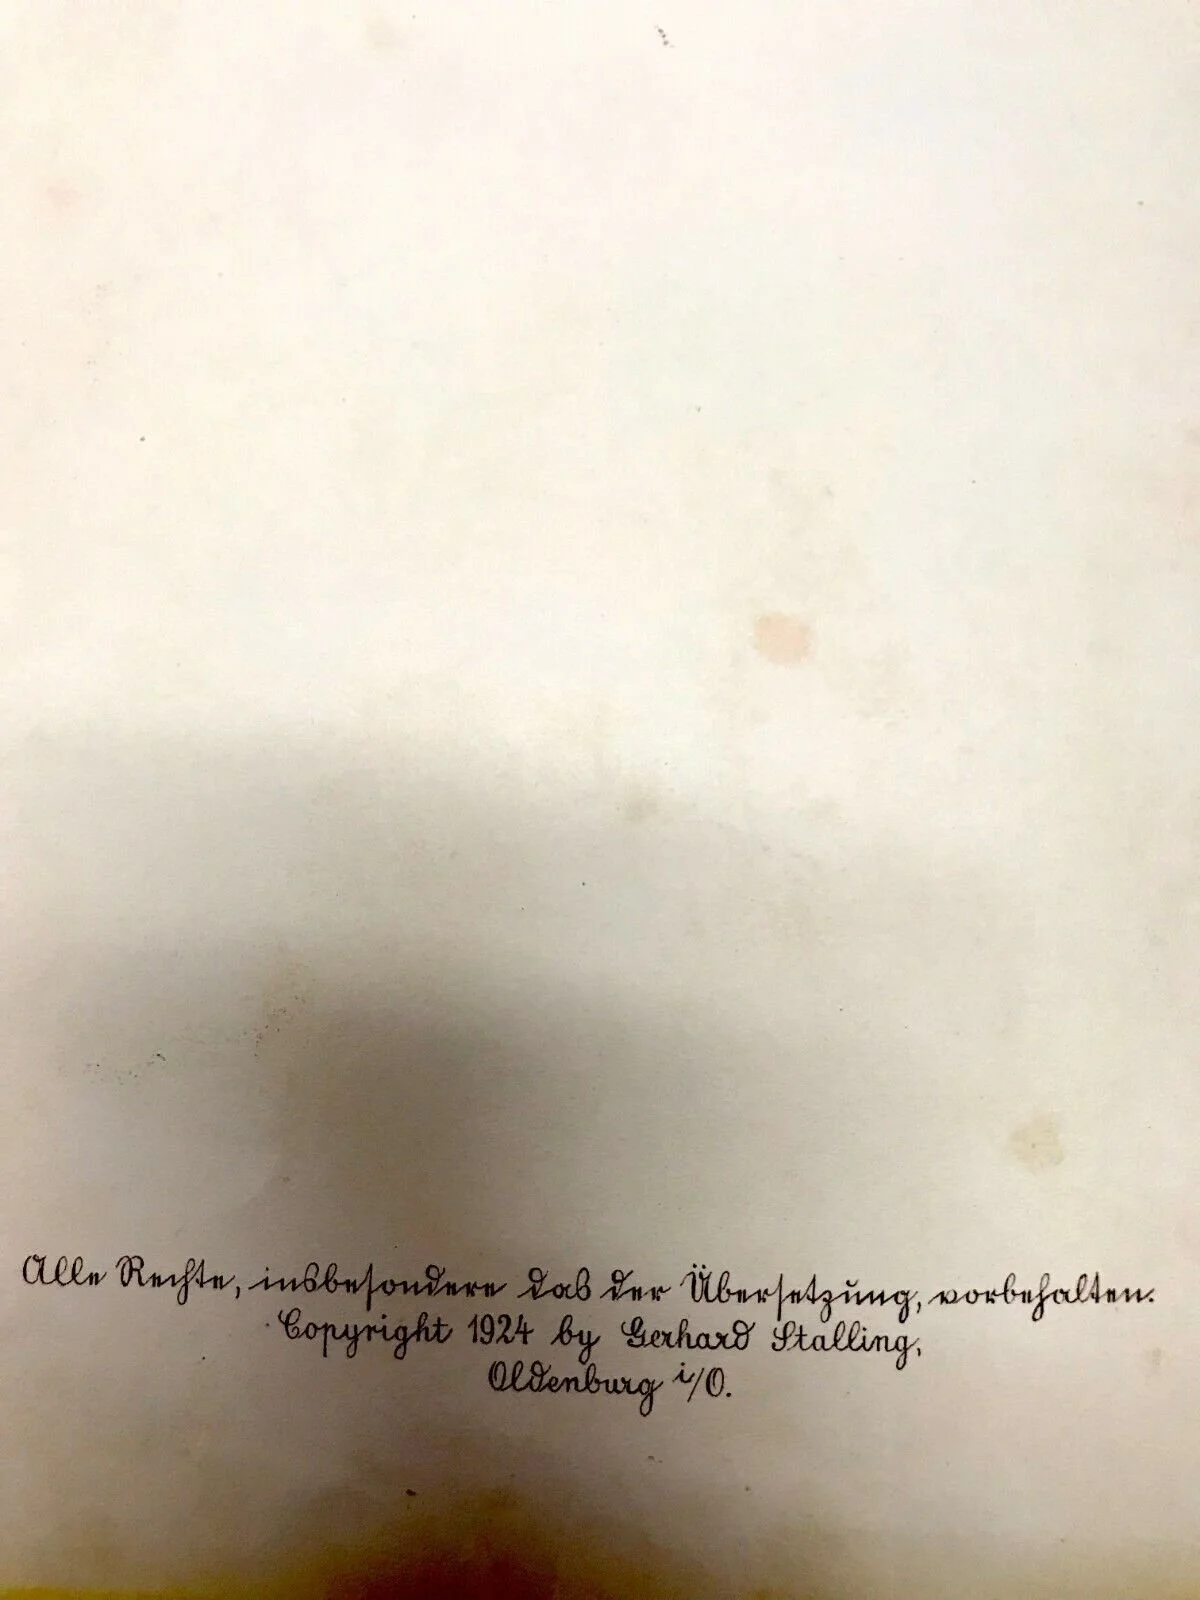 Alle Rechte, insbesondere das der Übersetzung, vorbehalten.
Copyright 1924 by Gerhard Stalling,
Oldenburg i/O.